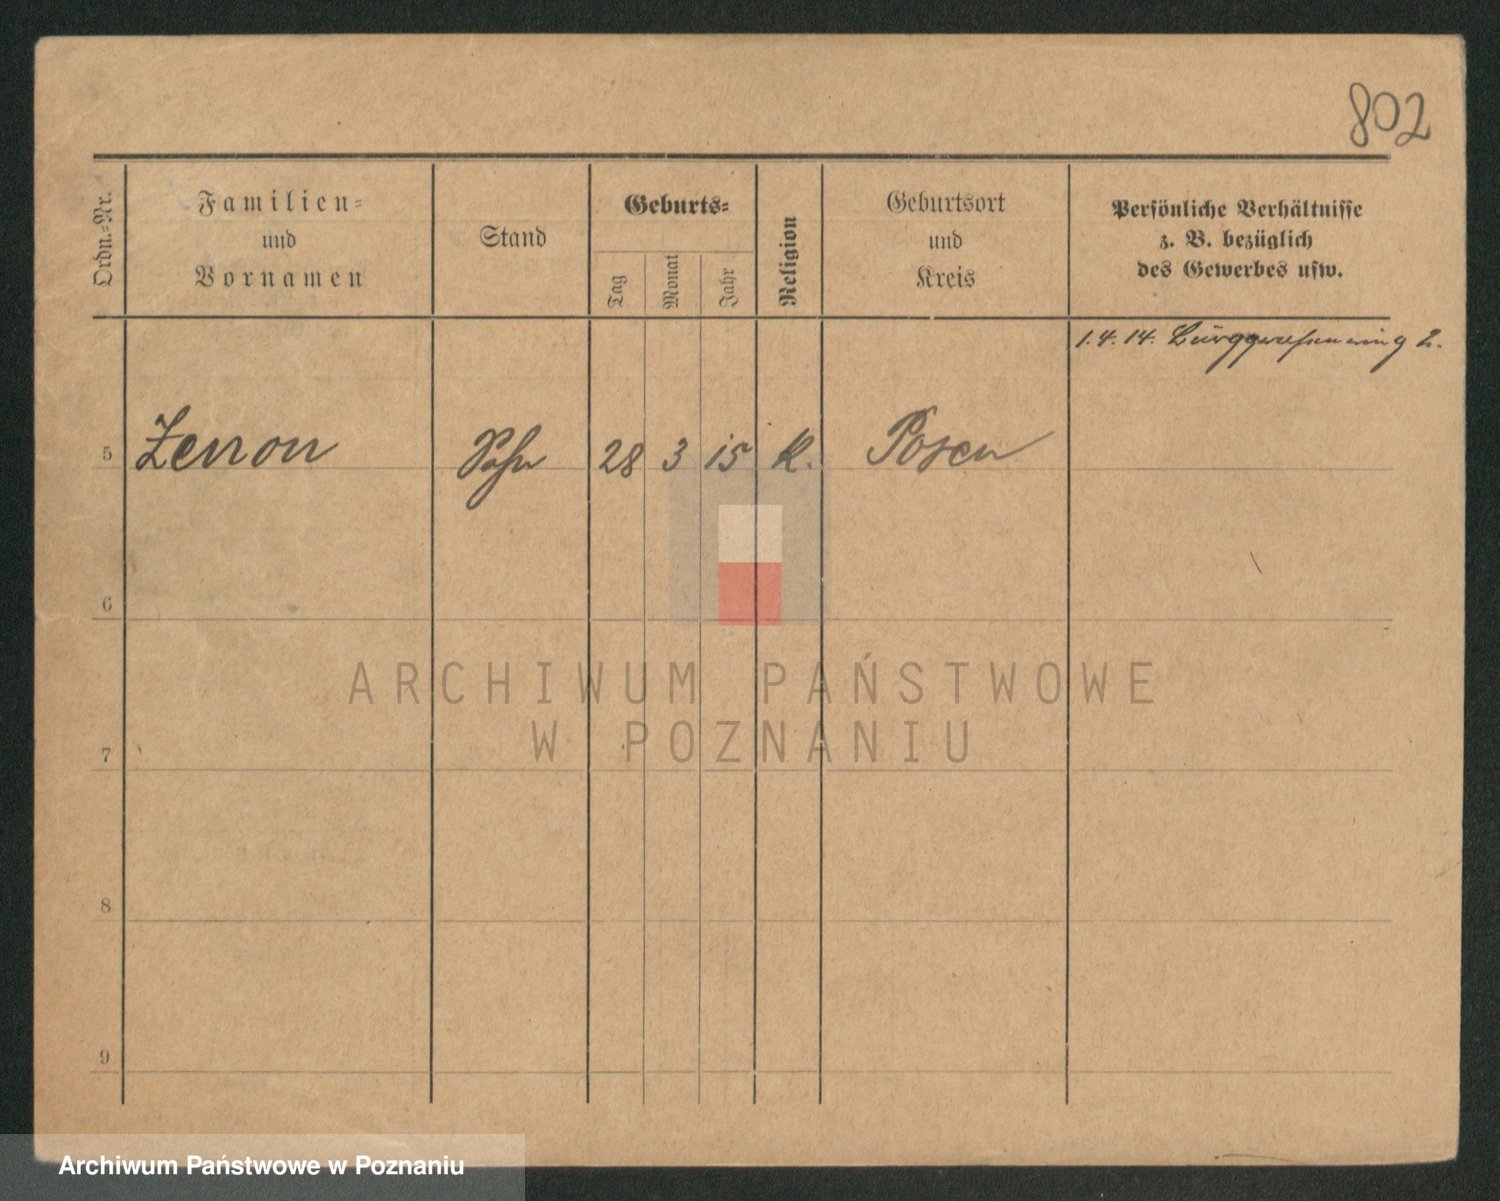 802
Ordn.-Nr.
Familien-
und
Vornamen
Stand
Geburts-
Tag
Monat
Jahr
Religion
Geburtsort
und
Kreis
Persönliche Verhältnisse
z. B. bezüglich
des Gewerbes usw.
1.4.14. 2.
5 Zenon Sohn 28 3 15 K. Posen
6
ARCHIWUM PAŃSTWOWE
W POZNANIU
7
8
9
Archiwum Państwowe w Poznaniu